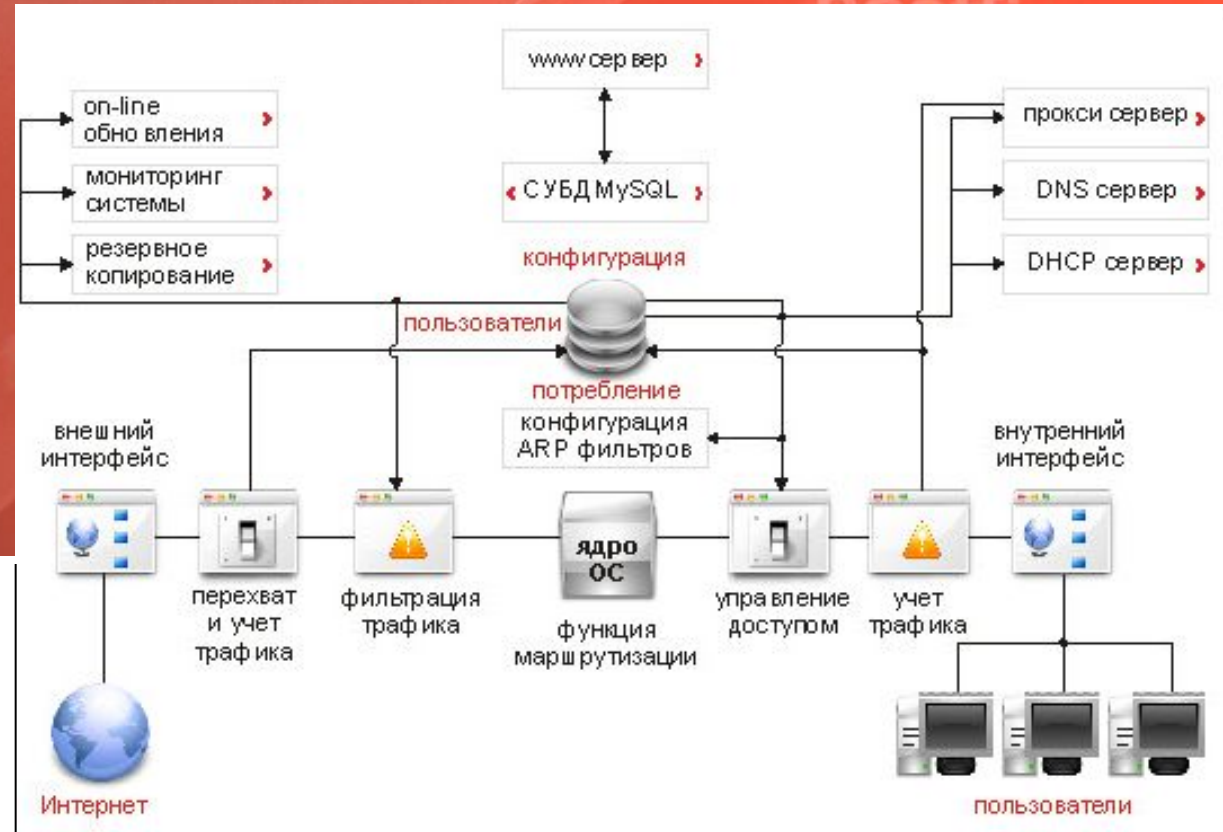 www сервер
on-line
обновления
мониторинг
системы
резервное
копирование
СУБД MySQL
прокси сервер
DNS сервер
DHCP сервер
конфигурация
пользователи
потребление
конфигурация
ARP фильтров
внешний
интерфейс
внутренний
интерфейс
ядро
ОС
перехват
и учет
трафика
фильтрация
трафика
функция
маршрутизации
управление
доступом
учет
трафика
Интернет
пользователи